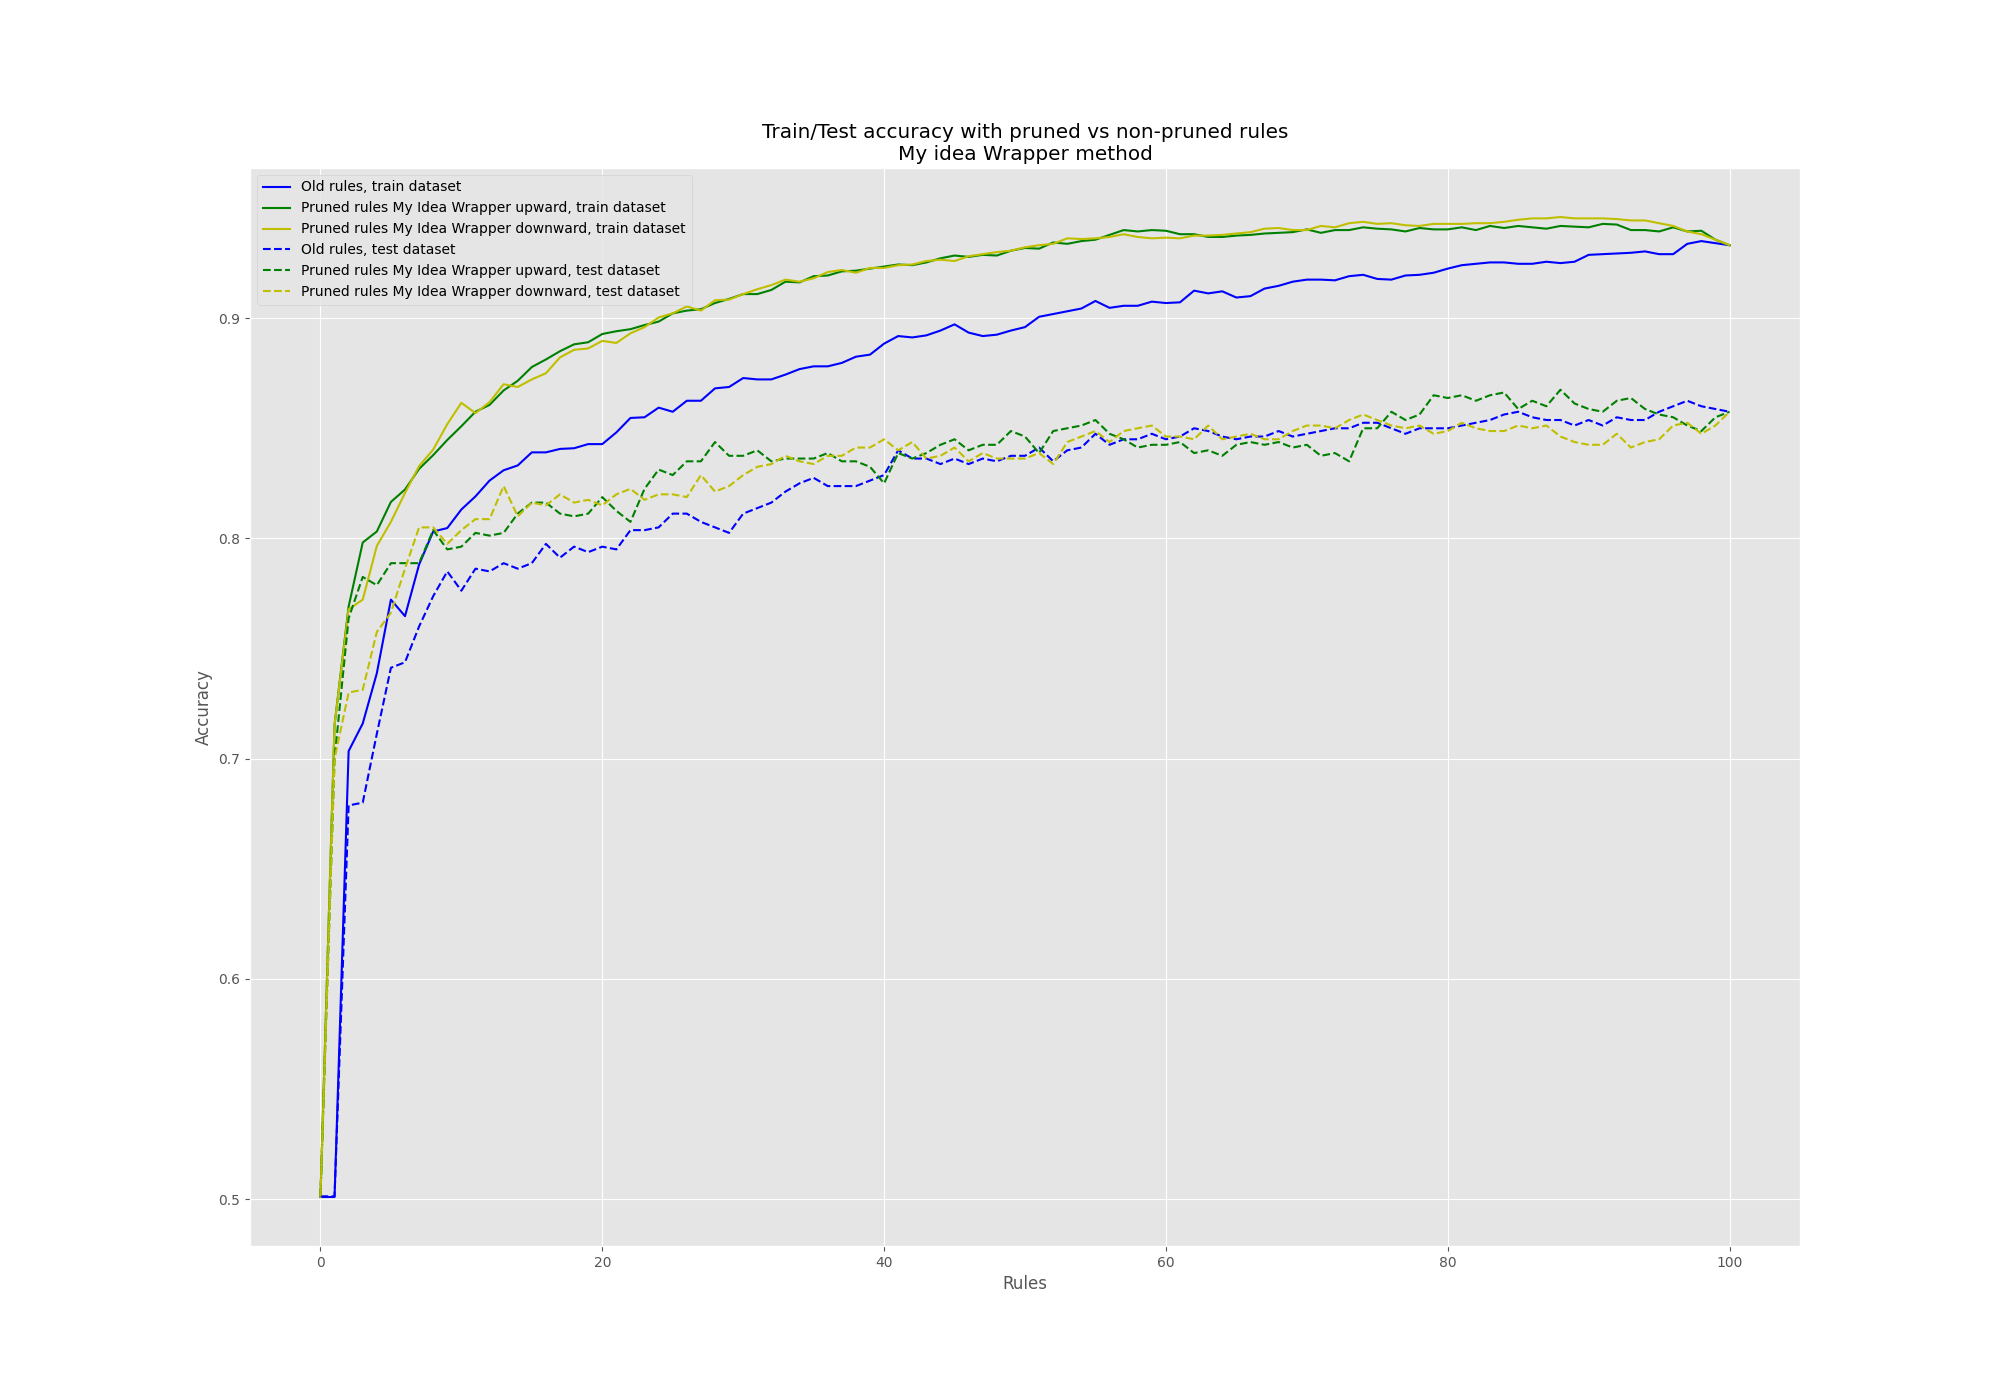 Train/Test accuracy with pruned vs non-pruned rules
My idea Wrapper method
Old rules, train dataset
Pruned rules My Idea Wrapper upward, train dataset
Pruned rules My Idea Wrapper downward, train dataset
Old rules, test dataset
Pruned rules My Idea Wrapper upward, test dataset
Pruned rules My Idea Wrapper downward, test dataset
0.9
0.8
0.7
0.6
0.5
Accuracy
0 20 40 60 80 100
Rules